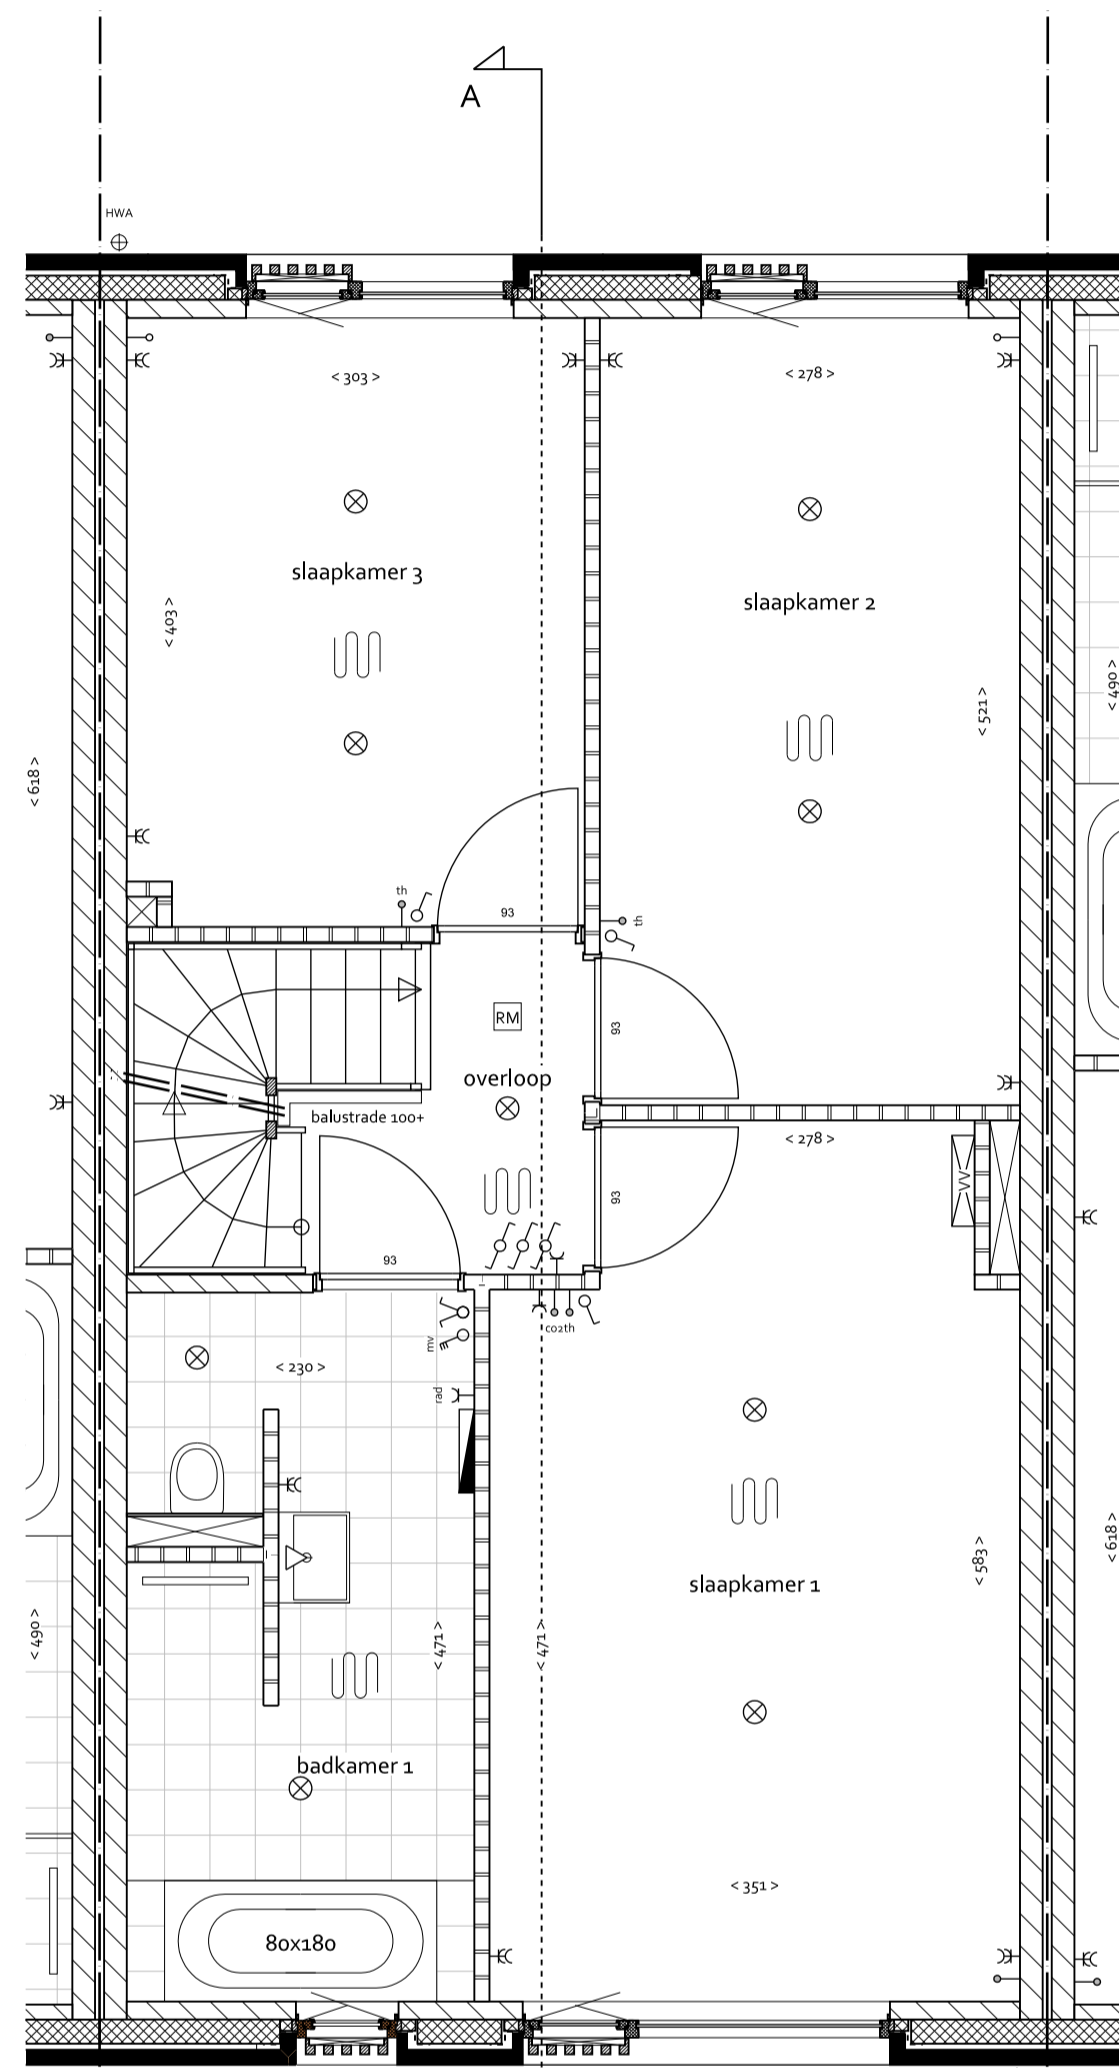 A
HWA
< 303 >
< 278 >
slaapkamer 3
slaapkamer 2
< 403 >
< 490 >
< 521 >
< 618 >
th
93
th
RM
93
overloop
balustrade 100+
< 278 >
VV
93
93
mv
co2th
< 230 >
rad
< 618 >
< 583 >
slaapkamer 1
< 490 >
< 471 >
< 471 >
badkamer 1
< 351 >
80x180